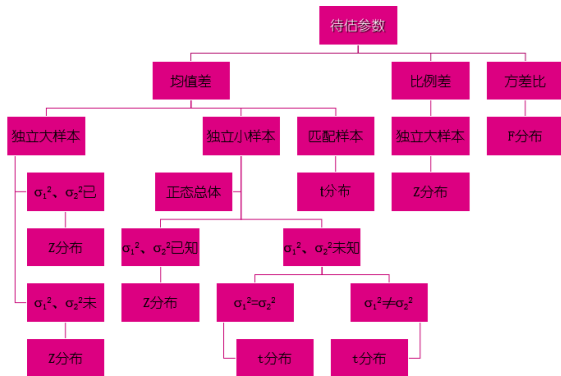 待估参数
均值差
比例差
方差比
独立大样本
独立小样本
匹配样本
独立大样本
F分布
σ₁²、σ₂²已
正态总体
t分布
Z分布
Z分布
σ₁²、σ₂²已知
σ₁²、σ₂²未知
σ₁²、σ₂²未
Z分布
σ₁²=σ₂²
σ₁²≠σ₂²
Z分布
t分布
t分布